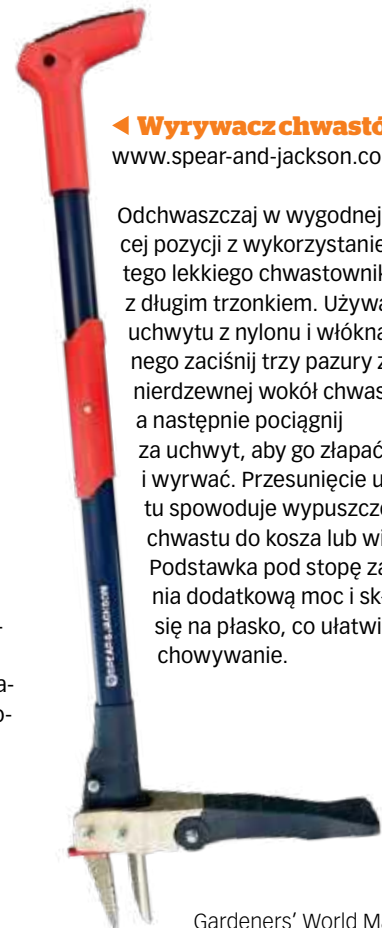 ◄ Wyrywacz chwastó
www.spear-and-jackson.co
Odchwaszczaj w wygodnej
cej pozycji z wykorzystanie
tego lekkiego chwastownik
z długim trzonkiem. Używa
uchwytu z nylonu i włókna
nego zaciśnij trzy pazury z
nierdzewnej wokół chwas
a następnie pociągnij
za uchwyt, aby go złapać
i wyrwać. Przesunięcie u
tu spowoduje wypuszcze
chwastu do kosza lub wi
Podstawka pod stopę za
nia dodatkową moc i sk
się na płasko, co ułatwi
chowywanie.
-
a-
o-
SPEAR & JACKSON
Gardeners' World Ma